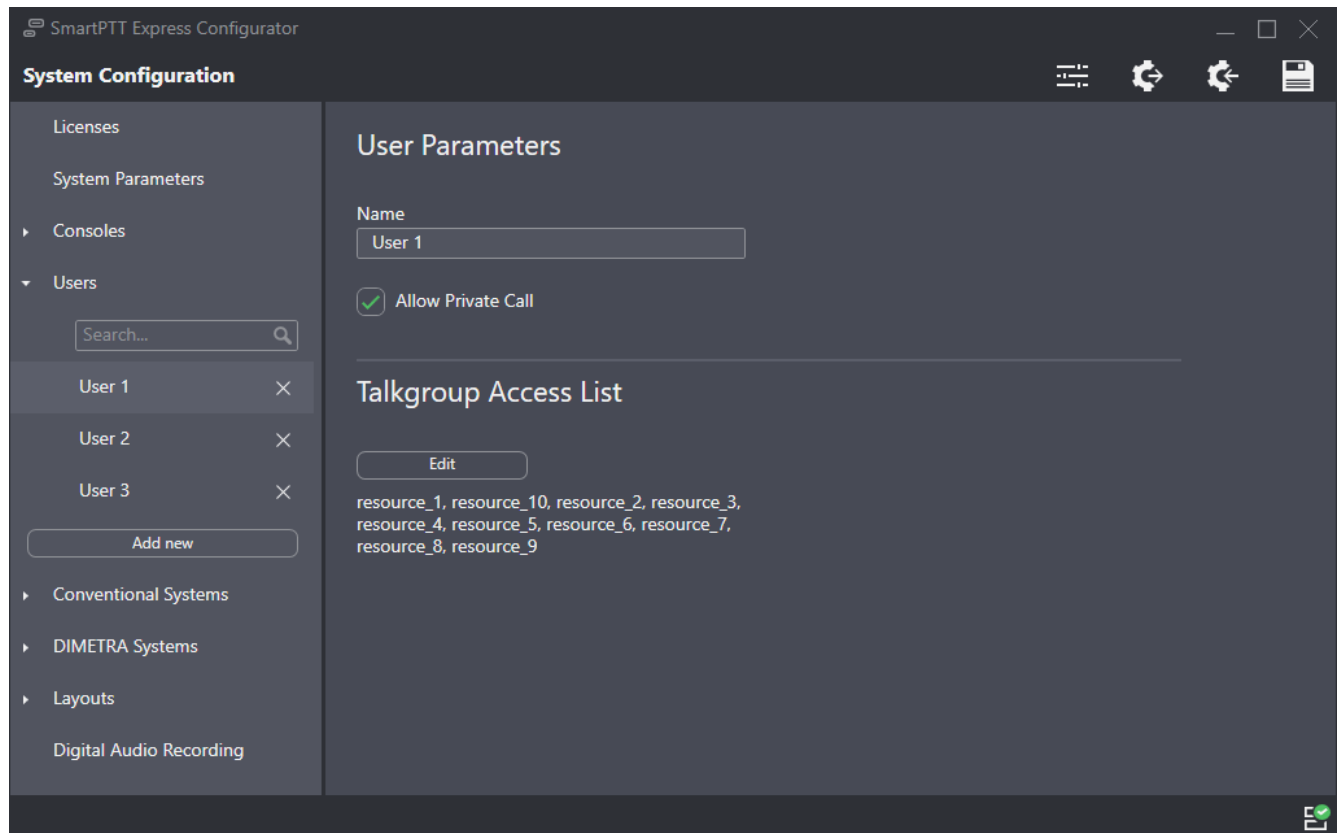 SmartPTT Express Configurator
System Configuration
Licenses
System Parameters
Consoles
Users
Search...
User 1
User 2
User 3
Add new
Conventional Systems
DIMETRA Systems
Layouts
Digital Audio Recording
User Parameters
Name
User 1
Allow Private Call
Talkgroup Access List
Edit
resource_1, resource_10, resource_2, resource_3,
resource_4, resource_5, resource_6, resource_7,
resource_8, resource_9